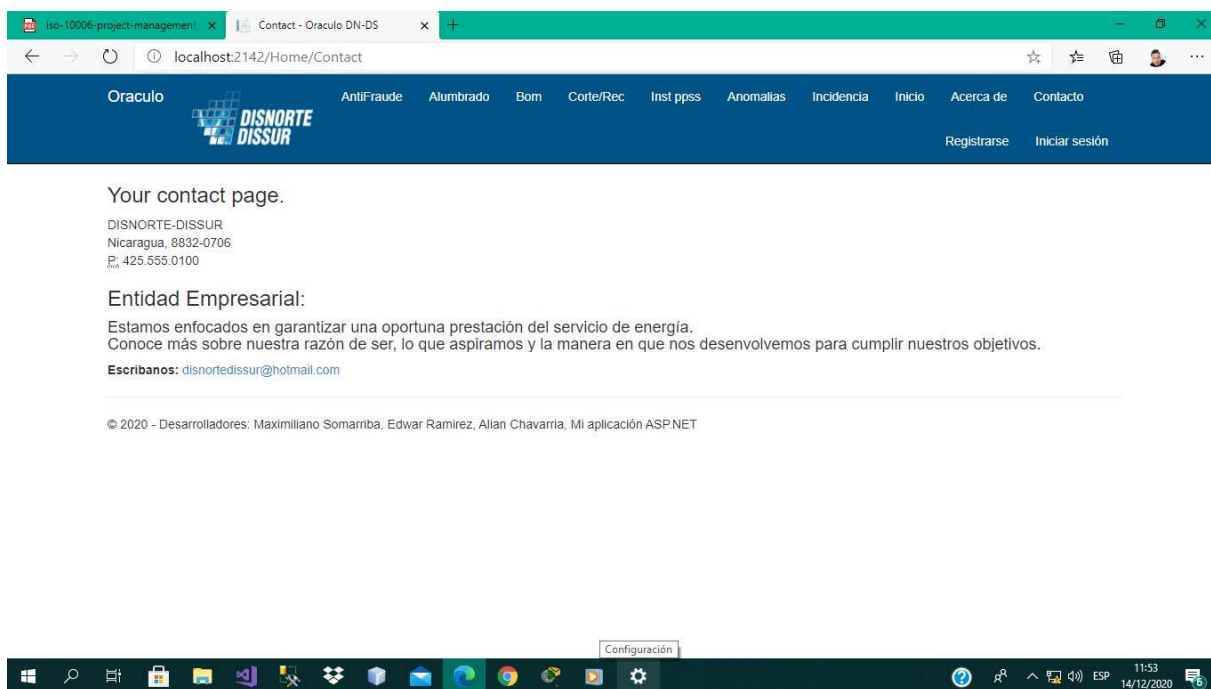 iso-10006-project-management
Contact - Oraculo DN-DS
localhost:2142/Home/Contact
Oraculo
DISNORTE
DISSUR
AntiFraude Alumbrado Bom Corte/Rec Inst ppss Anomalias Incidencia Inicio Acerca de Contacto
Registrarse Iniciar sesión
Your contact page.
DISNORTE-DISSUR
Nicaragua, 8832-0706
P: 425.555.0100
Entidad Empresarial:
Estamos enfocados en garantizar una oportuna prestación del servicio de energía.
Conoce más sobre nuestra razón de ser, lo que aspiramos y la manera en que nos desenvolvemos para cumplir nuestros objetivos.
Escribanos: disnortedissur@hotmail.com
© 2020 - Desarrolladores: Maximiliano Somarriba, Edwar Ramirez, Alian Chavarria, Mi aplicación ASP.NET
Configuración
ESP
11:53
14/12/2020
6